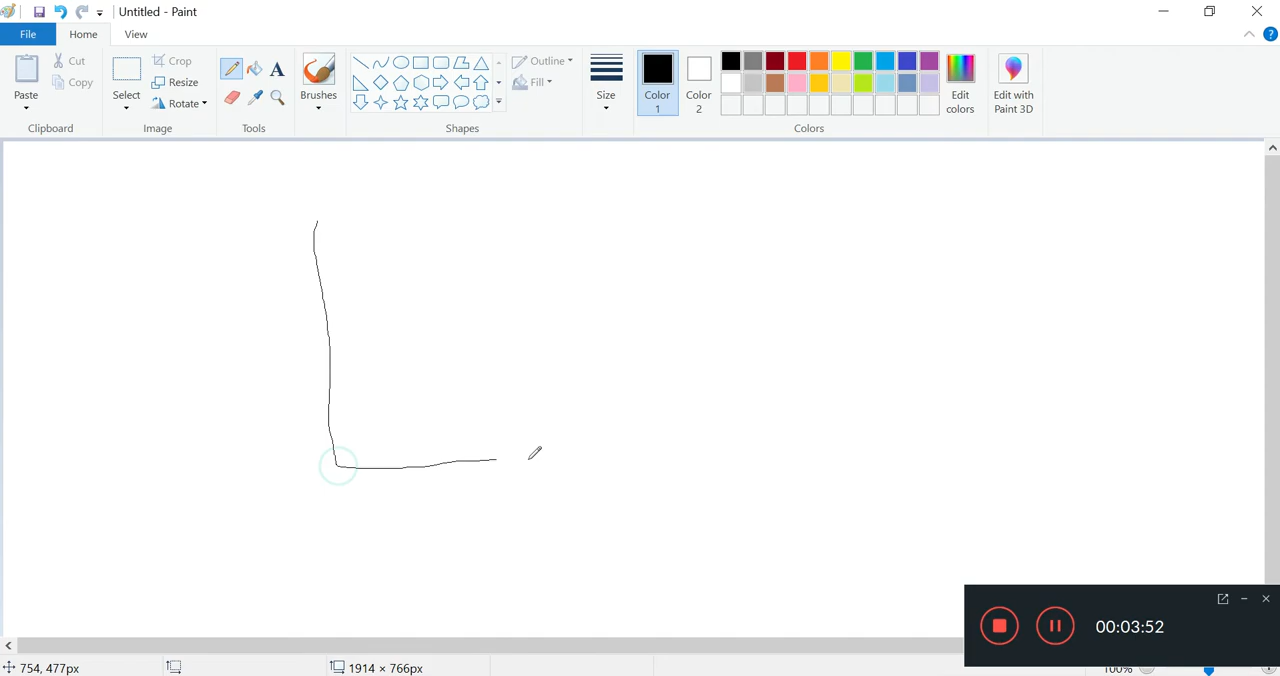 Untitled - Paint
File
Home
View
Paste
Cut
Copy
Clipboard
Select
Crop
Resize
Rotate
Image
A
Tools
Brushes
Outline
Fill
Shapes
Size
Color 1
Color 2
Edit colors
Colors
Edit with Paint 3D
00:03:52
754, 477px
1914 × 766px
100%